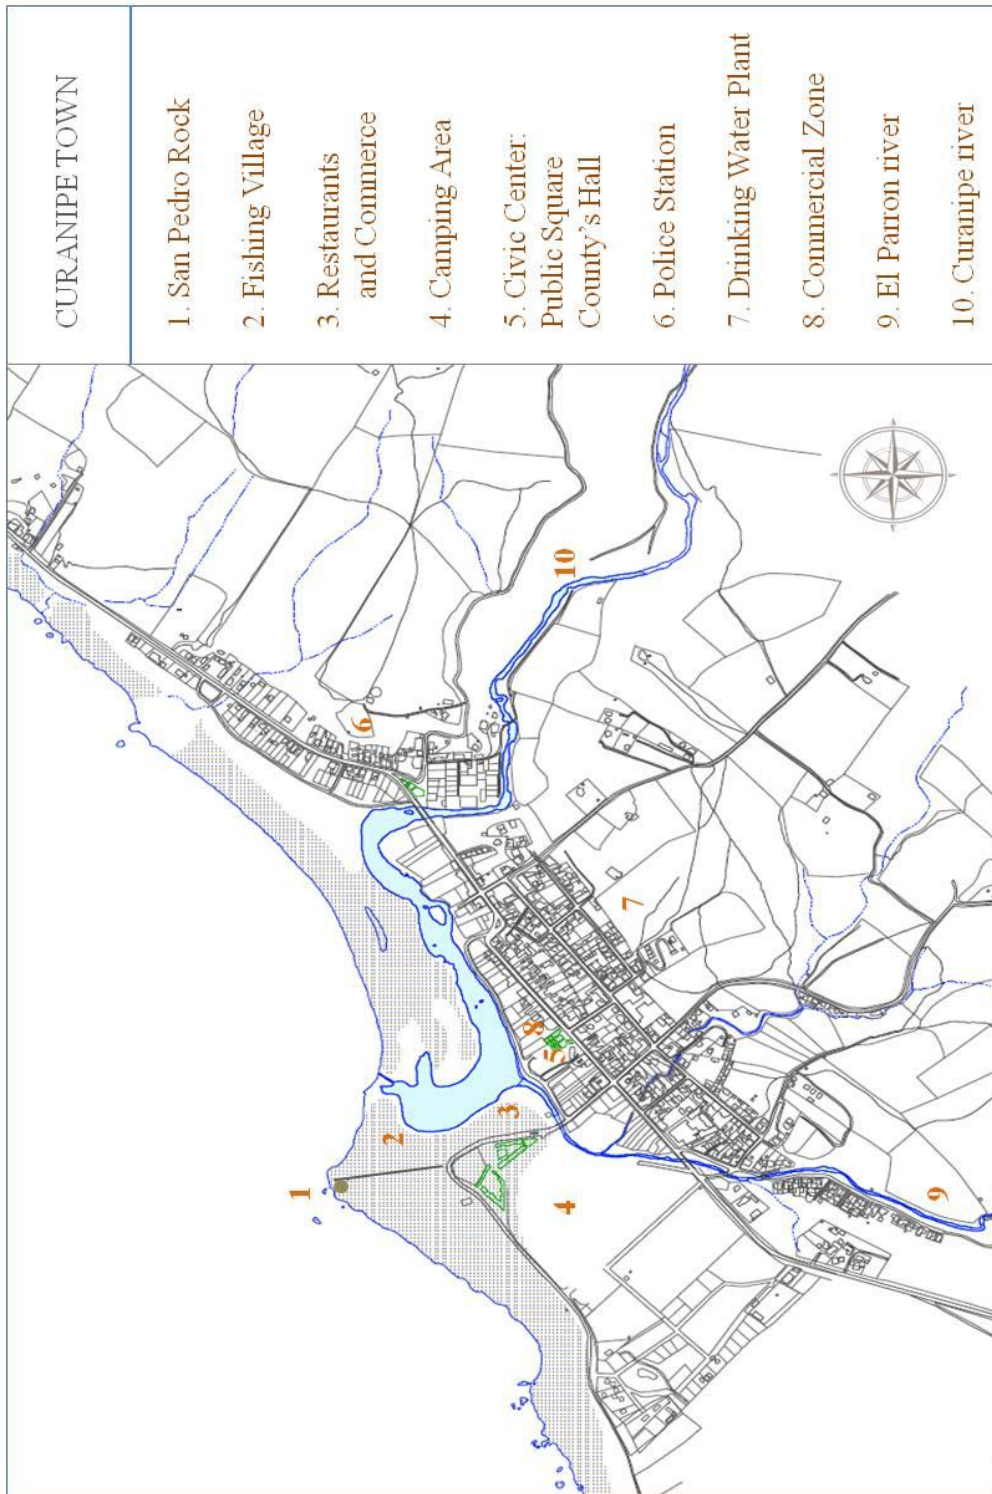 CURANIPE TOWN
1. San Pedro Rock
2. Fishing Village
3. Restaurants
and Commerce
4. Camping Area
5. Civic Center:
Public Square
County's Hall
6. Police Station
7. Drinking Water Plant
8. Commercial Zone
9. El Parron river
10. Curanipe river
1
2
3
4
5
8
6
7
9
10